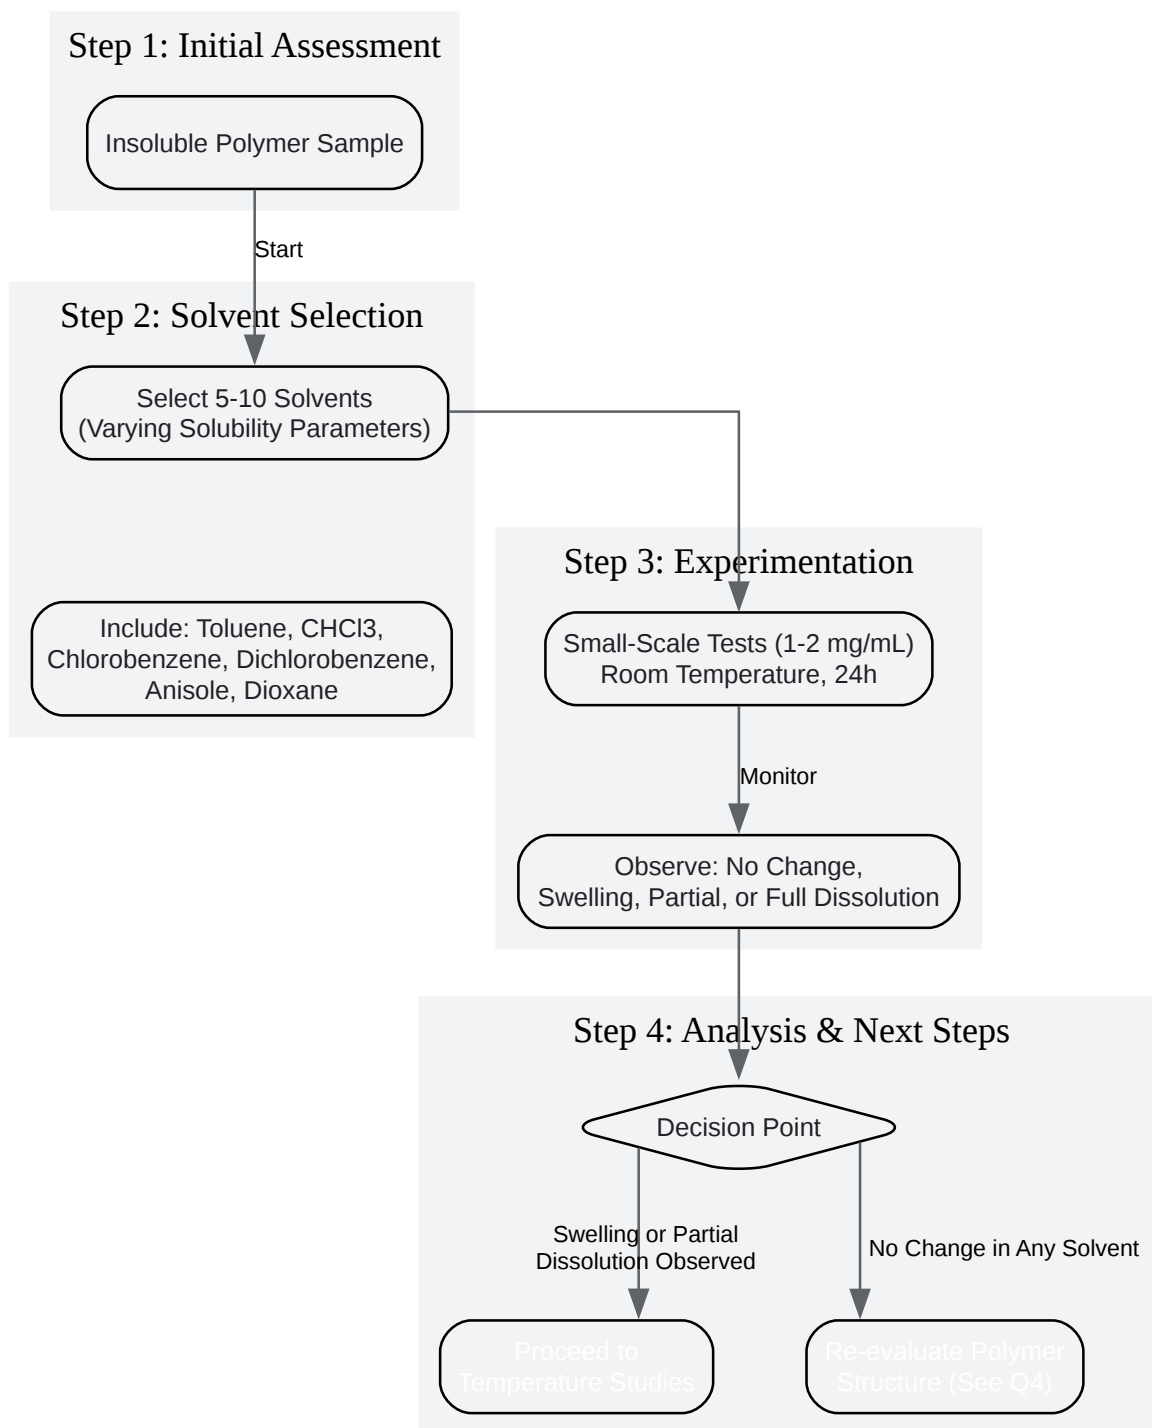 Step 1: Initial Assessment
Insoluble Polymer Sample
Start
Step 2: Solvent Selection
Select 5-10 Solvents
(Varying Solubility Parameters)
Include: Toluene, CHCl3,
Chlorobenzene, Dichlorobenzene,
Anisole, Dioxane
Step 3: Experimentation
Small-Scale Tests (1-2 mg/mL)
Room Temperature, 24h
Monitor
Observe: No Change,
Swelling, Partial, or Full Dissolution
Step 4: Analysis & Next Steps
Decision Point
Swelling or Partial
Dissolution Observed
No Change in Any Solvent
Proceed to
Temperature Studies
Re-evaluate Polymer
Structure (See Q4)